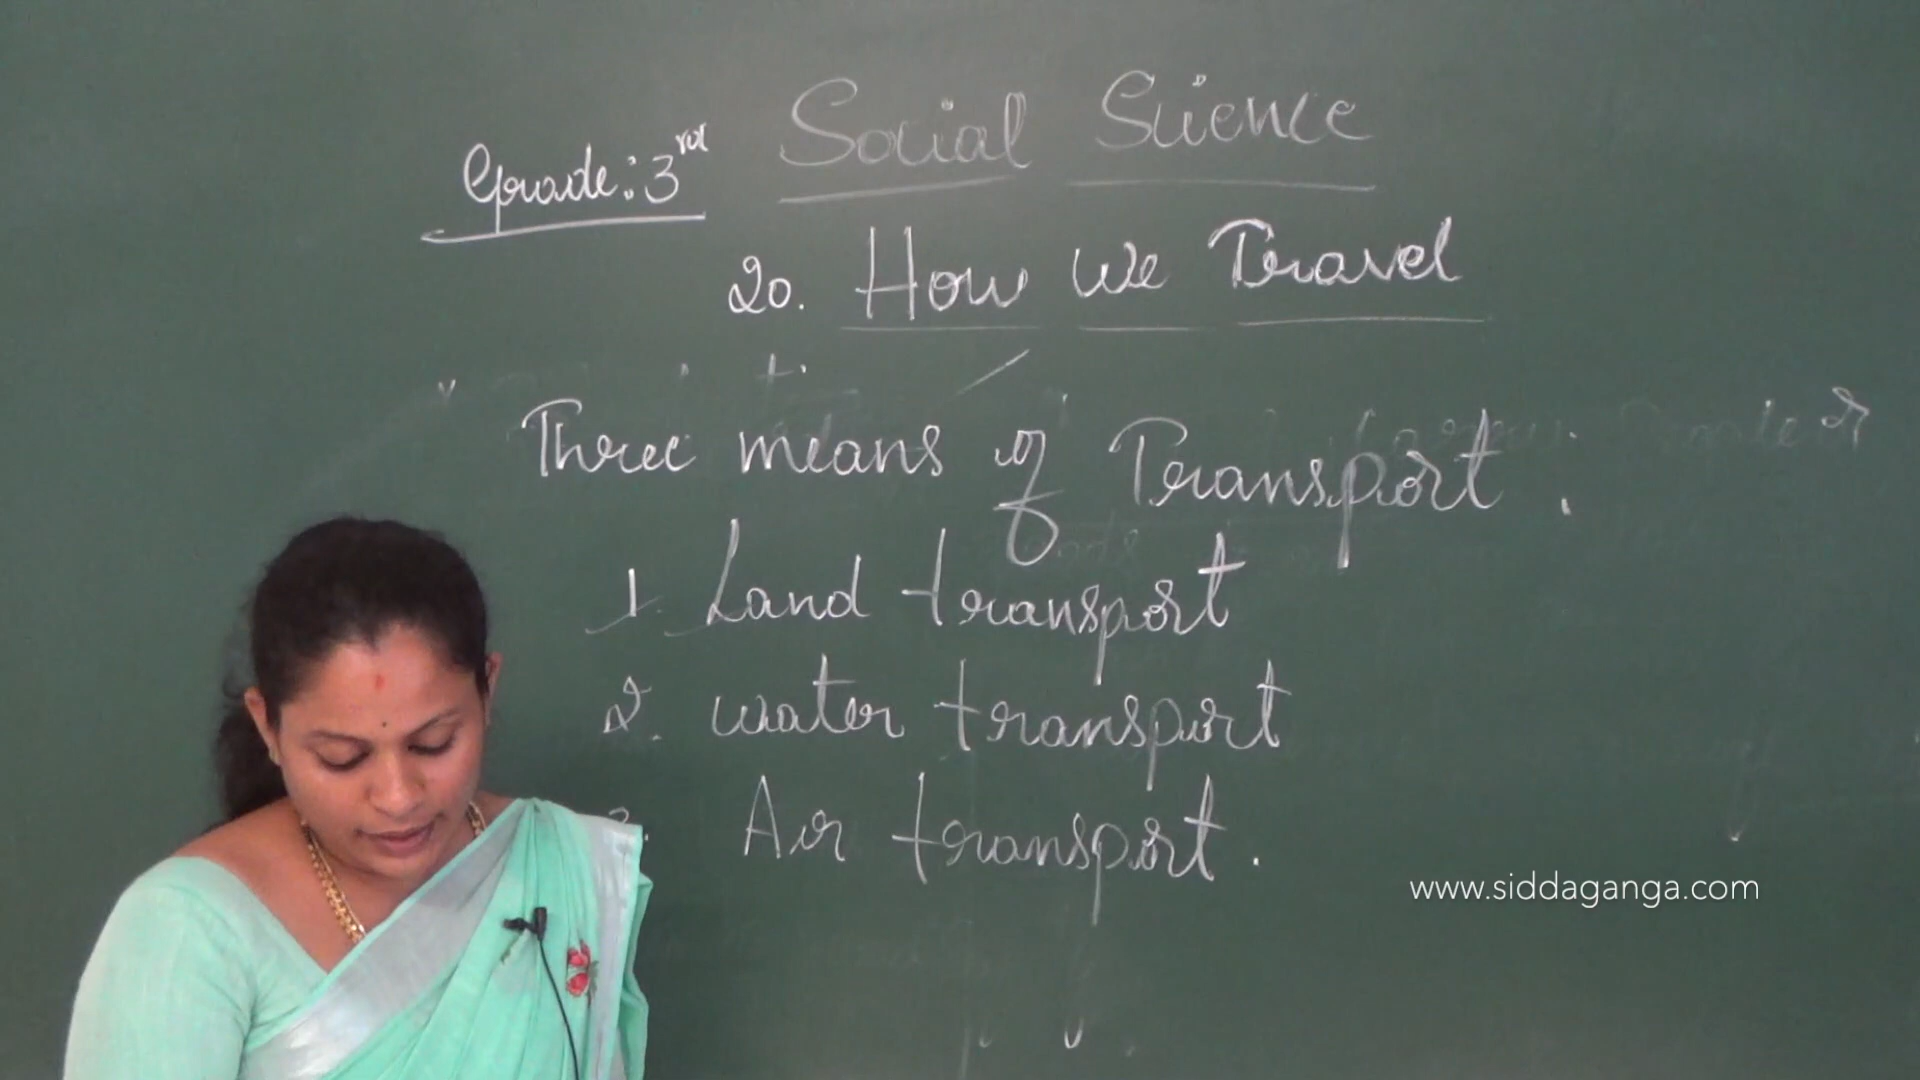 Social Science
Grade: 3rd
20. How We Travel
Three means of Transport :
1. Land transport
2. water transport
3. Air transport.
www.siddaganga.com